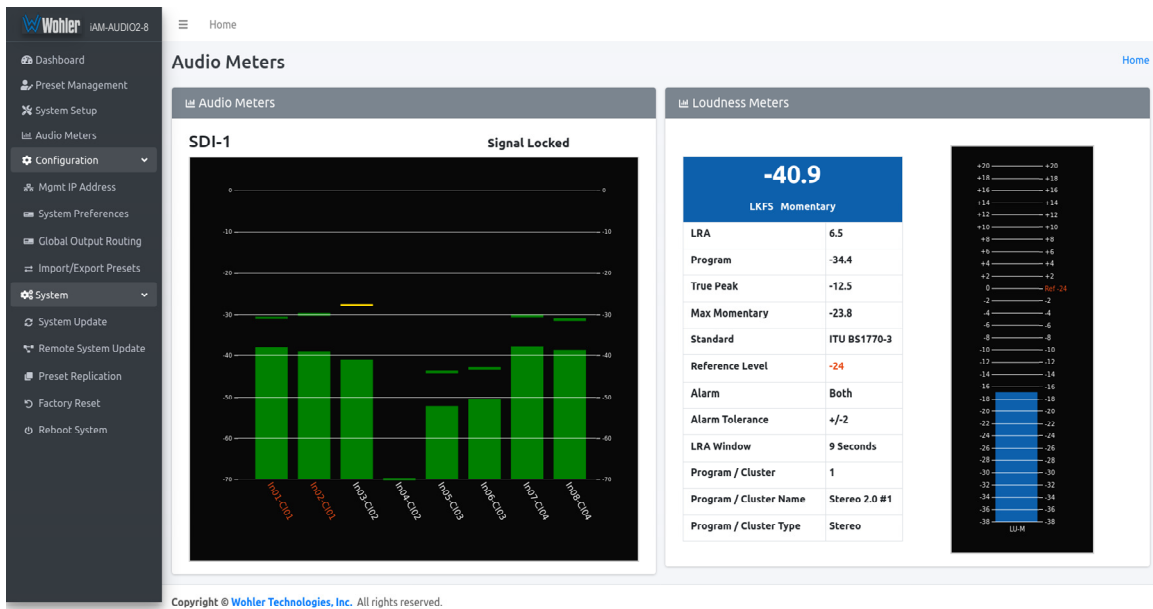 Wohler iAM-AUDIO2-8
Home
Dashboard
Preset Management
System Setup
Audio Meters
Configuration
Mgmt IP Address
System Preferences
Global Output Routing
Import/Export Presets
System
System Update
Remote System Update
Preset Replication
Factory Reset
Reboot System
Audio Meters
Home
Audio Meters
SDI-1 Signal Locked
0 0
-10 -10
-20 -20
-30 -30
-40 -40
-50 -50
-60 -60
-70 -70
In01-Cl01 In02-Cl01 In03-Cl02 In04-Cl02 In05-Cl03 In06-Cl03 In07-Cl04 In08-Cl04
Loudness Meters
-40.9
LKFS Momentary
LRA 6.5
Program -34.4
True Peak -12.5
Max Momentary -23.8
Standard ITU BS1770-3
Reference Level -24
Alarm Both
Alarm Tolerance +/-2
LRA Window 9 Seconds
Program / Cluster 1
Program / Cluster Name Stereo 2.0 #1
Program / Cluster Type Stereo
+20 +20
+18 +18
+16 +16
+14 +14
+12 +12
+10 +10
+8 +8
+6 +6
+4 +4
+2 +2
0 Ref -24
-2 -2
-4 -4
-6 -6
-8 -8
-10 -10
-12 -12
-14 -14
-16 -16
-18 -18
-20 -20
-22 -22
-24 -24
-26 -26
-28 -28
-30 -30
-32 -32
-34 -34
-36 -36
-38 -38
LU-M
Copyright © Wohler Technologies, Inc. All rights reserved.